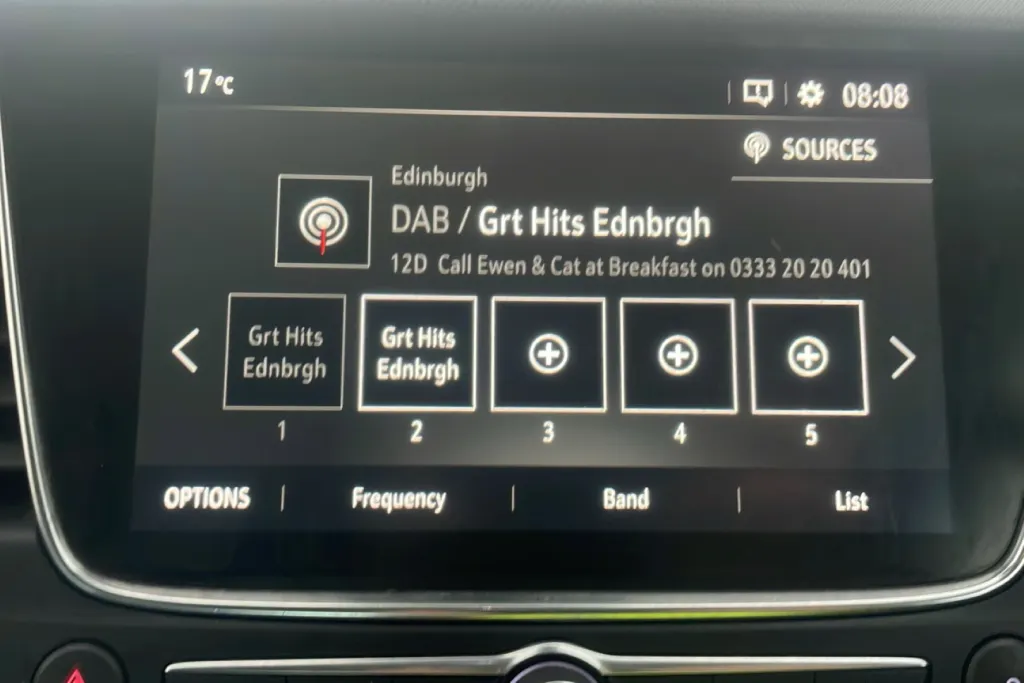 17°C
08:08
SOURCES
Edinburgh
DAB / Grt Hits Ednbrgh
12D Call Ewen & Cat at Breakfast on 0333 20 20 401
Grt Hits
Ednbrgh
Grt Hits
Ednbrgh
1 2 3 4 5
OPTIONS | Frequency | Band | List